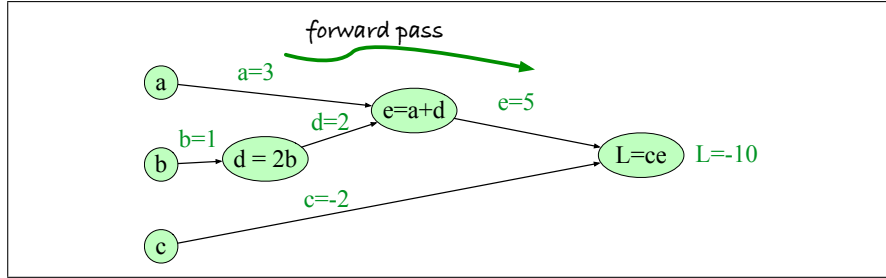 forward pass
a
a=3
e=a+d
e=5
b
b=1
d = 2b
d=2
L=ce
L=-10
c
c=-2